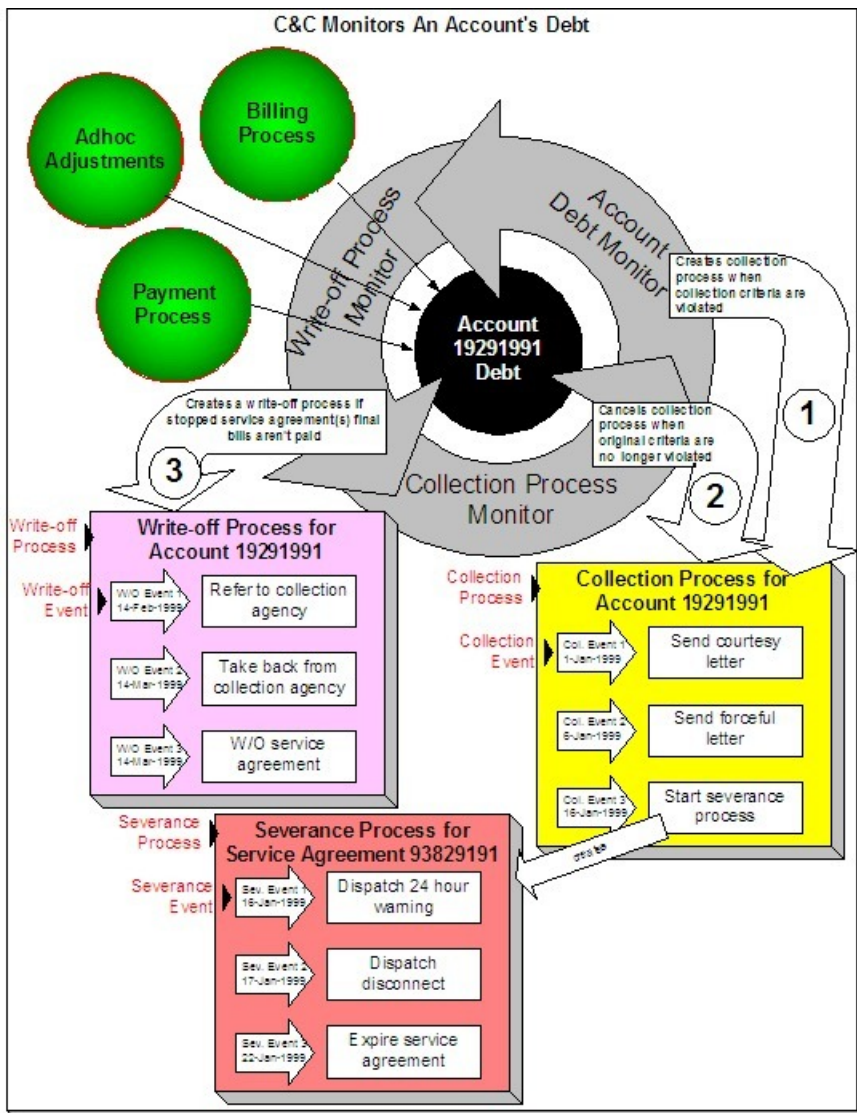 C&C Monitors An Account's Debt
Billing
Process
Adhoc
Adjustments
Payment
Process
Write-off Process
Monitor
Account
Debt Monitor
Collection Process
Monitor
Account
19291991
Debt
Creates collection
process when
collection criteria are
violated
1
Cancels collection
process when
original criteria are
no longer violated
2
Creates a write-off process if
stopped service agreement(s) final
bills aren't paid
3
Write-off
Process
Write-off Process for
Account 19291991
Write-off
Event
W/O Event 1
14-Feb-1999
Refer to collection
agency
W/O Event 2
14-Mar-1999
Take back from
collection agency
W/O Event 3
14-Mar-1999
W/O service
agreement
Collection
Process
Collection Process for
Account 19291991
Collection
Event
Col. Event 1
1-Jan-1999
Send courtesy
letter
Col. Event 2
6-Jan-1999
Send forceful
letter
Col. Event 3
16-Jan-1999
Start severance
process
creates
Severance
Process
Severance Process for
Service Agreement 93829191
Severance
Event
Sev. Event 1
16-Jan-1999
Dispatch 24 hour
warning
Sev. Event 2
17-Jan-1999
Dispatch
disconnect
Sev. Event 3
22-Jan-1999
Expire service
agreement